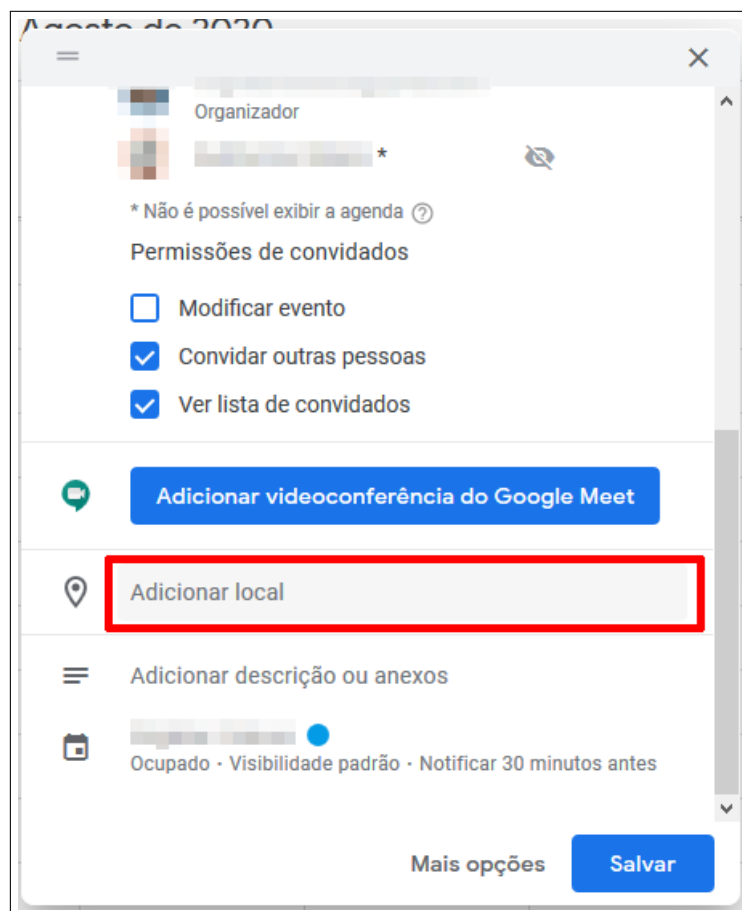 Agosto de 2020
Organizador
*
* Não é possível exibir a agenda
Permissões de convidados
Modificar evento
Convidar outras pessoas
Ver lista de convidados
Adicionar videoconferência do Google Meet
Adicionar local
Adicionar descrição ou anexos
Ocupado · Visibilidade padrão · Notificar 30 minutos antes
Mais opções
Salvar